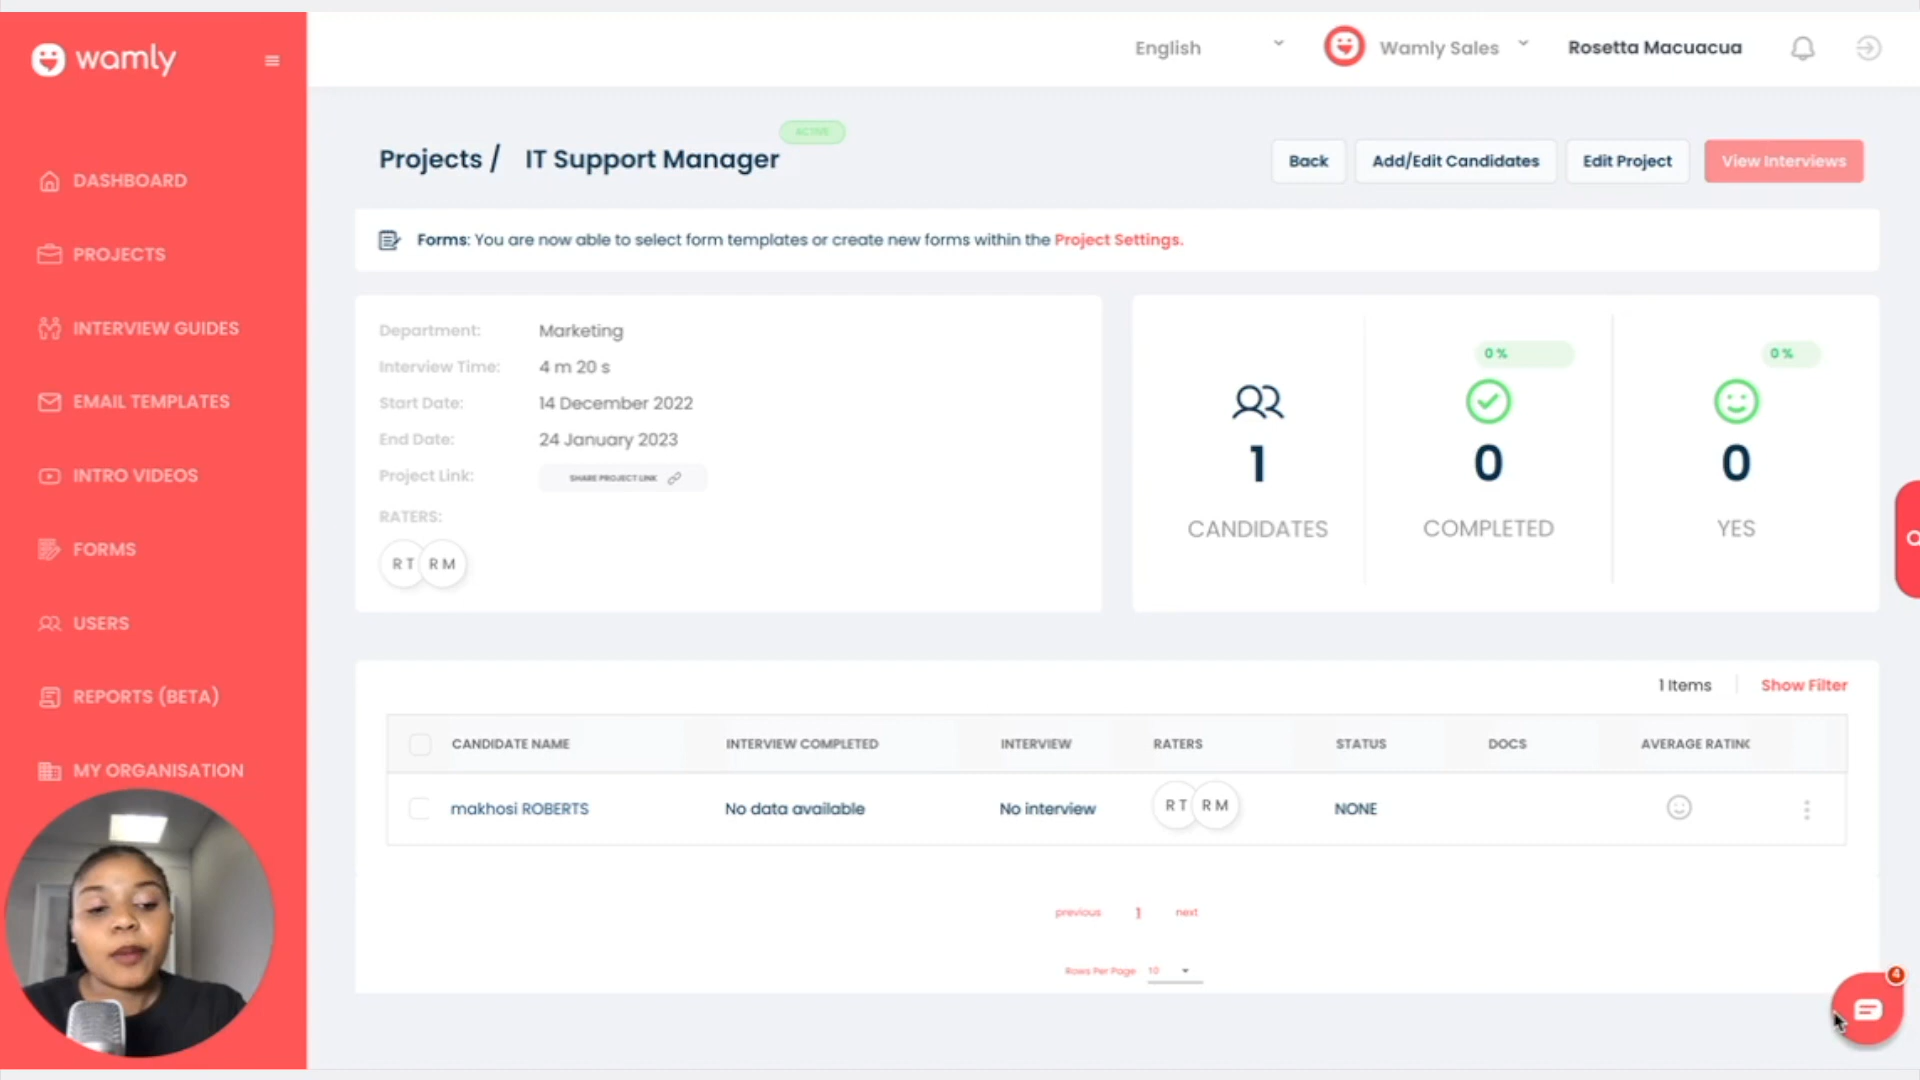 wamly
English
Wamly Sales
Rosetta Macuacua
DASHBOARD
PROJECTS
INTERVIEW GUIDES
EMAIL TEMPLATES
INTRO VIDEOS
FORMS
USERS
REPORTS (BETA)
MY ORGANISATION
Projects / IT Support Manager
ACTIVE
Back
Add/Edit Candidates
Edit Project
View Interviews
Forms: You are now able to select form templates or create new forms within the Project Settings.
Department: Marketing
Interview Time: 4 m 20 s
Start Date: 14 December 2022
End Date: 24 January 2023
Project Link: SHARE PROJECT LINK
RATERS:
R T R M
0 %
0 %
1
0
0
CANDIDATES
COMPLETED
YES
1 Items
Show Filter
CANDIDATE NAME INTERVIEW COMPLETED INTERVIEW RATERS STATUS DOCS AVERAGE RATING
makhosi ROBERTS No data available No interview R T R M NONE
previous 1 next
Rows Per Page 10
4